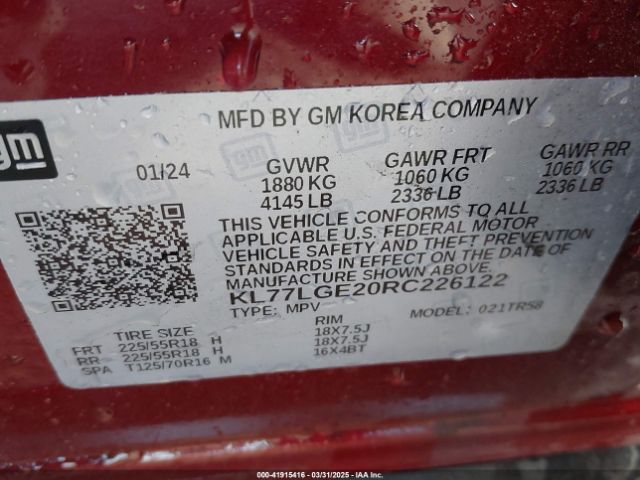 MFD BY GM KOREA COMPANY
gm
01/24 GVWR GAWR FRT GAWR RR
1880 KG 1060 KG 1060 KG
4145 LB 2336 LB 2336 LB
THIS VEHICLE CONFORMS TO ALL
APPLICABLE U.S. FEDERAL MOTOR
VEHICLE SAFETY AND THEFT PREVENTION
STANDARDS IN EFFECT ON THE DATE OF
MANUFACTURE SHOWN ABOVE.
KL77LGE20RC226122
TYPE: MPV MODEL: 021TR58
TIRE SIZE RIM
FRT 225/55R18 H 18X7.5J
RR 225/55R18 H 18X7.5J
SPA T125/70R16 M 16X4BT
© 000-41915416 - 03/31/2025 - IAA Inc.